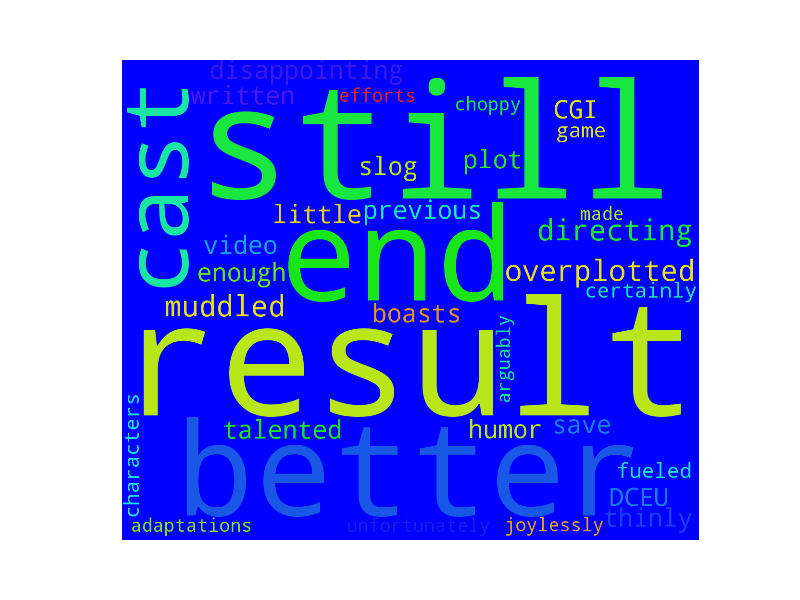 disappointing
written
efforts
choppy
CGI
game
still
cast
slog
plot
little
previous
made
directing
video
end
enough
overplotted
certainly
muddled
boasts
result
arguably
characters
talented
humor
save
better
fueled
DCEU
thinly
adaptations
unfortunately
joylessly